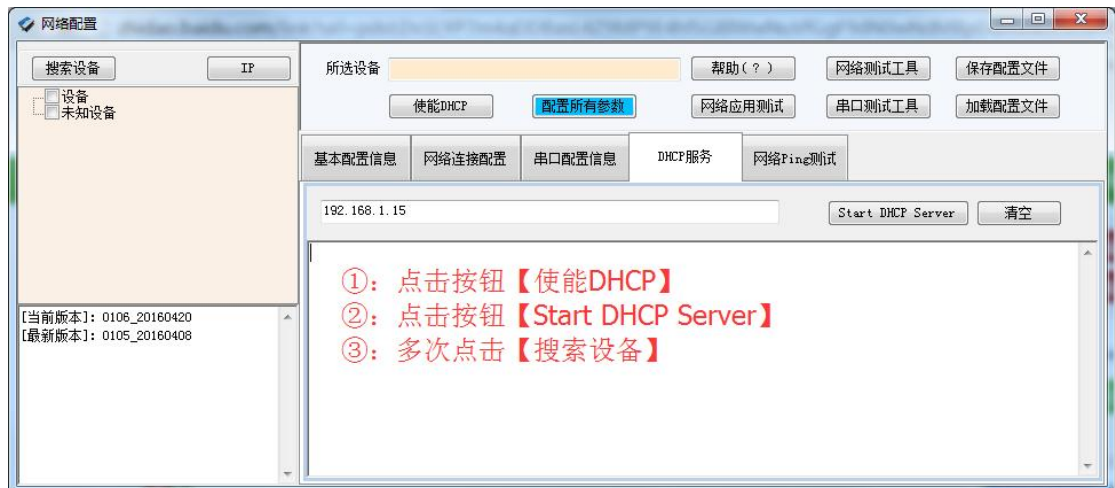 网络配置
搜索设备
IP
设备
未知设备
[当前版本]: 0106_20160420
[最新版本]: 0105_20160408
所选设备
帮助(？)
网络测试工具
保存配置文件
使能DHCP
配置所有参数
网络应用测试
串口测试工具
加载配置文件
基本配置信息
网络连接配置
串口配置信息
DHCP服务
网络Ping测试
192.168.1.15
Start DHCP Server
清空
①：点击按钮【使能DHCP】
②：点击按钮【Start DHCP Server】
③：多次点击【搜索设备】